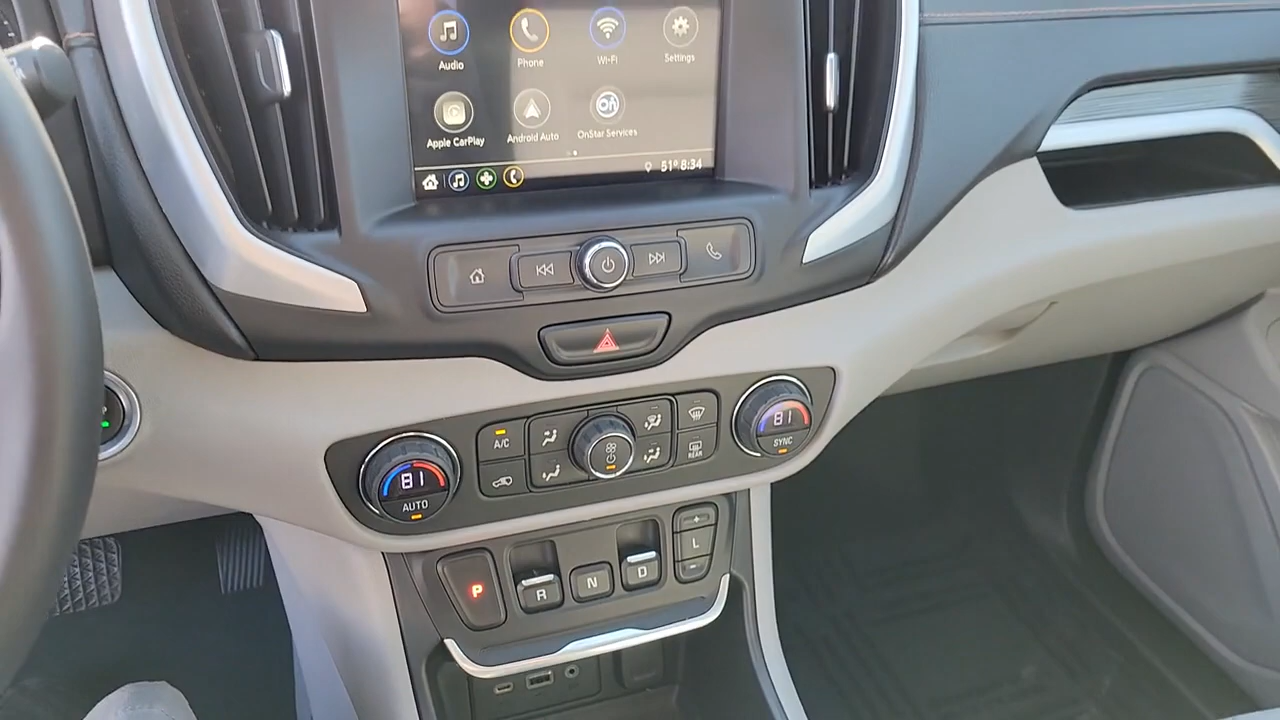 Audio
Phone
Wi-Fi
Settings
Apple CarPlay
Android Auto
OnStar Services
51° 8:34
A/C
REAR
81
SYNC
81
AUTO
P
R
N
D
+
L
-